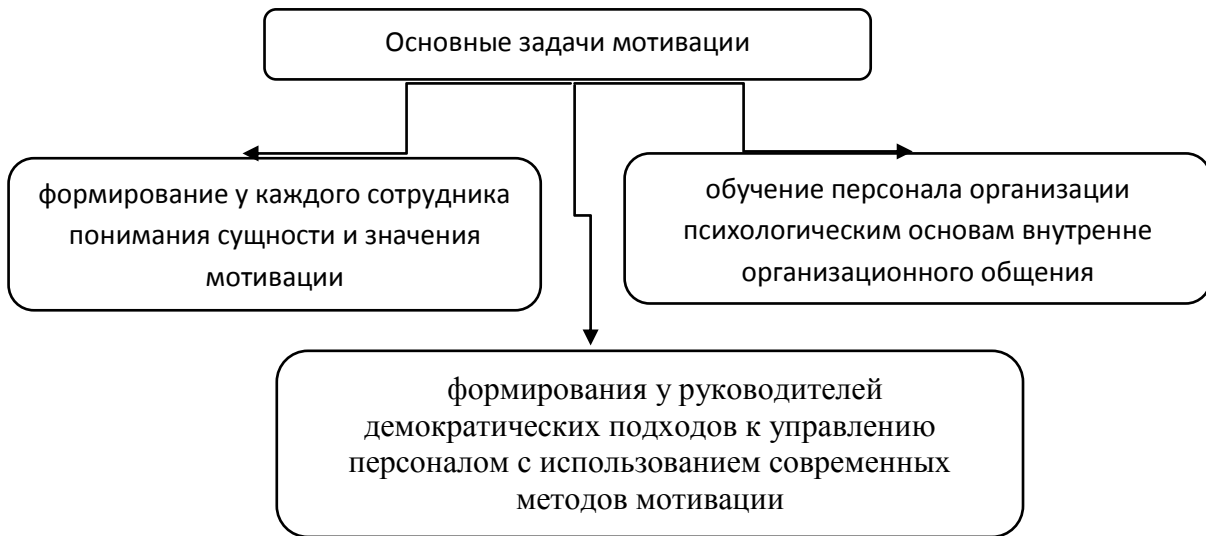 Основные задачи мотивации
формирование у каждого сотрудника
понимания сущности и значения
мотивации
обучение персонала организации
психологическим основам внутренне
организационного общения
формирования у руководителей
демократических подходов к управлению
персоналом с использованием современных
методов мотивации